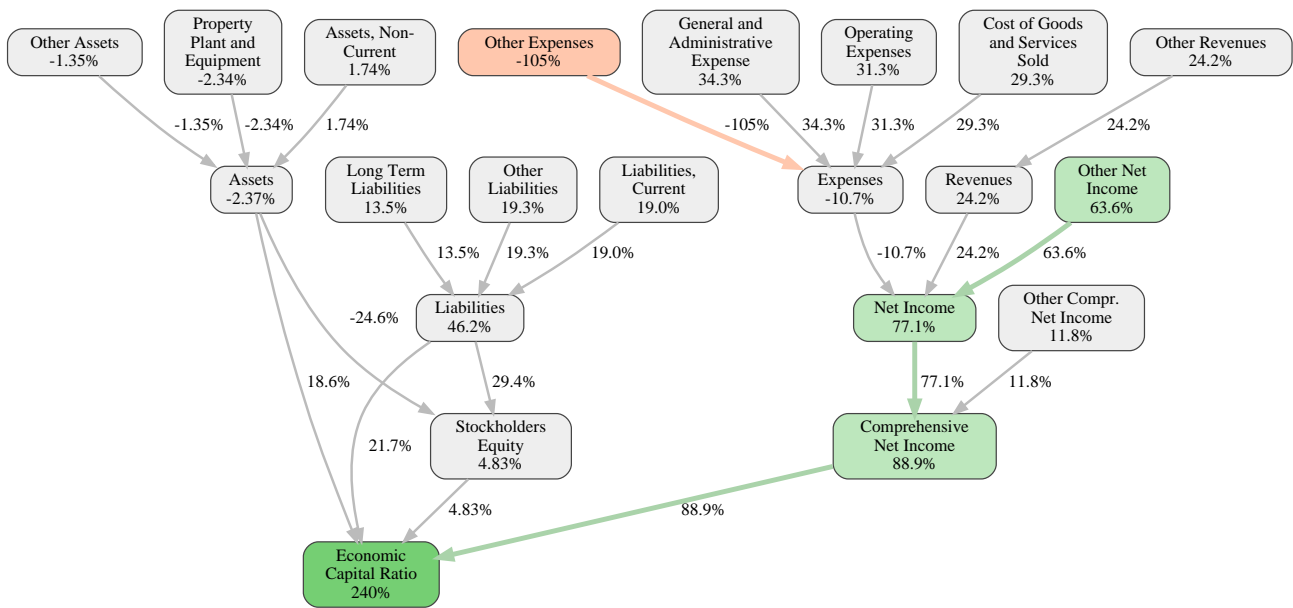 Other Assets
-1.35%
Property
Plant and
Equipment
-2.34%
Assets, Non-
Current
1.74%
Other Expenses
-105%
General and
Administrative
Expense
34.3%
Operating
Expenses
31.3%
Cost of Goods
and Services
Sold
29.3%
Other Revenues
24.2%
-1.35%
-2.34%
1.74%
-105%
34.3%
31.3%
29.3%
24.2%
Assets
-2.37%
Long Term
Liabilities
13.5%
Other
Liabilities
19.3%
Liabilities,
Current
19.0%
Expenses
-10.7%
Revenues
24.2%
Other Net
Income
63.6%
13.5%
19.3%
19.0%
-10.7%
24.2%
63.6%
Liabilities
46.2%
Net Income
77.1%
Other Compr.
Net Income
11.8%
-24.6%
18.6%
29.4%
77.1%
11.8%
Stockholders
Equity
4.83%
Comprehensive
Net Income
88.9%
21.7%
4.83%
88.9%
Economic
Capital Ratio
240%